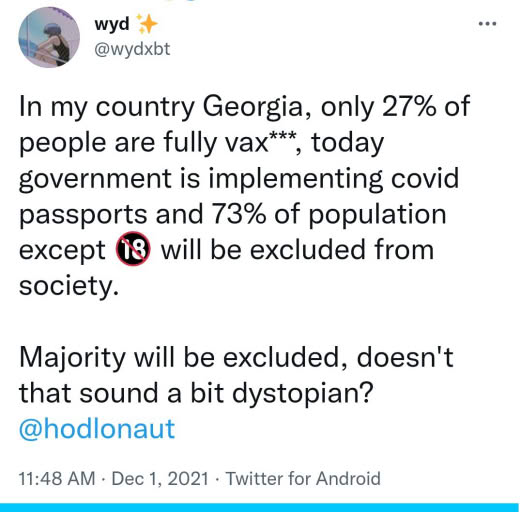 wyd ✨
@wydxbt
In my country Georgia, only 27% of
people are fully vax***, today
government is implementing covid
passports and 73% of population
except 🔞 will be excluded from
society.
Majority will be excluded, doesn't
that sound a bit dystopian?
@hodlonaut
11:48 AM · Dec 1, 2021 · Twitter for Android